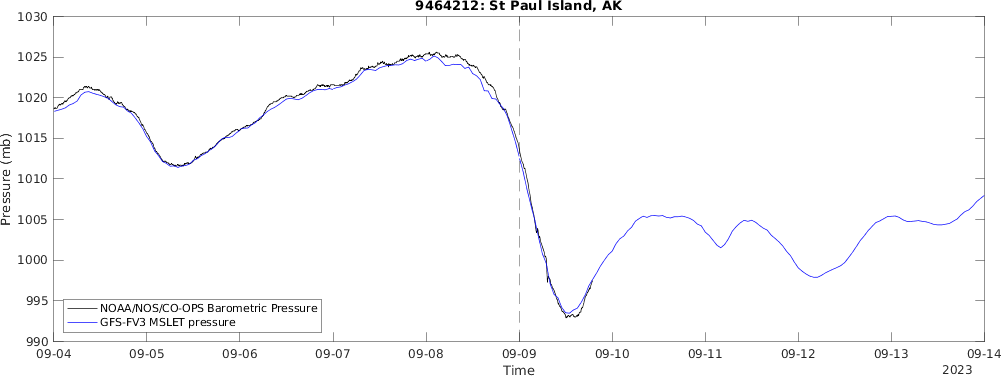 9464212: St Paul Island, AK
Pressure (mb)
1030
1025
1020
1015
1010
1005
1000
995
990
NOAA/NOS/CO-OPS Barometric Pressure
GFS-FV3 MSLET pressure
09-04 09-05 09-06 09-07 09-08 09-09 09-10 09-11 09-12 09-13 09-14
Time
2023